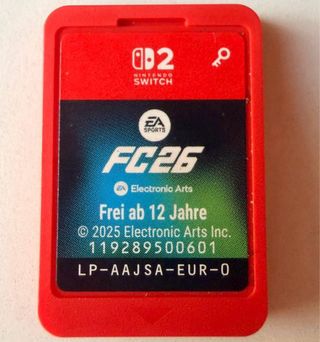 2
NINTENDO
SWITCH
EA
SPORTS
FC26
EA Electronic Arts
Frei ab 12 Jahre
© 2025 Electronic Arts Inc.
119289500601
LP-AAJSA-EUR-0